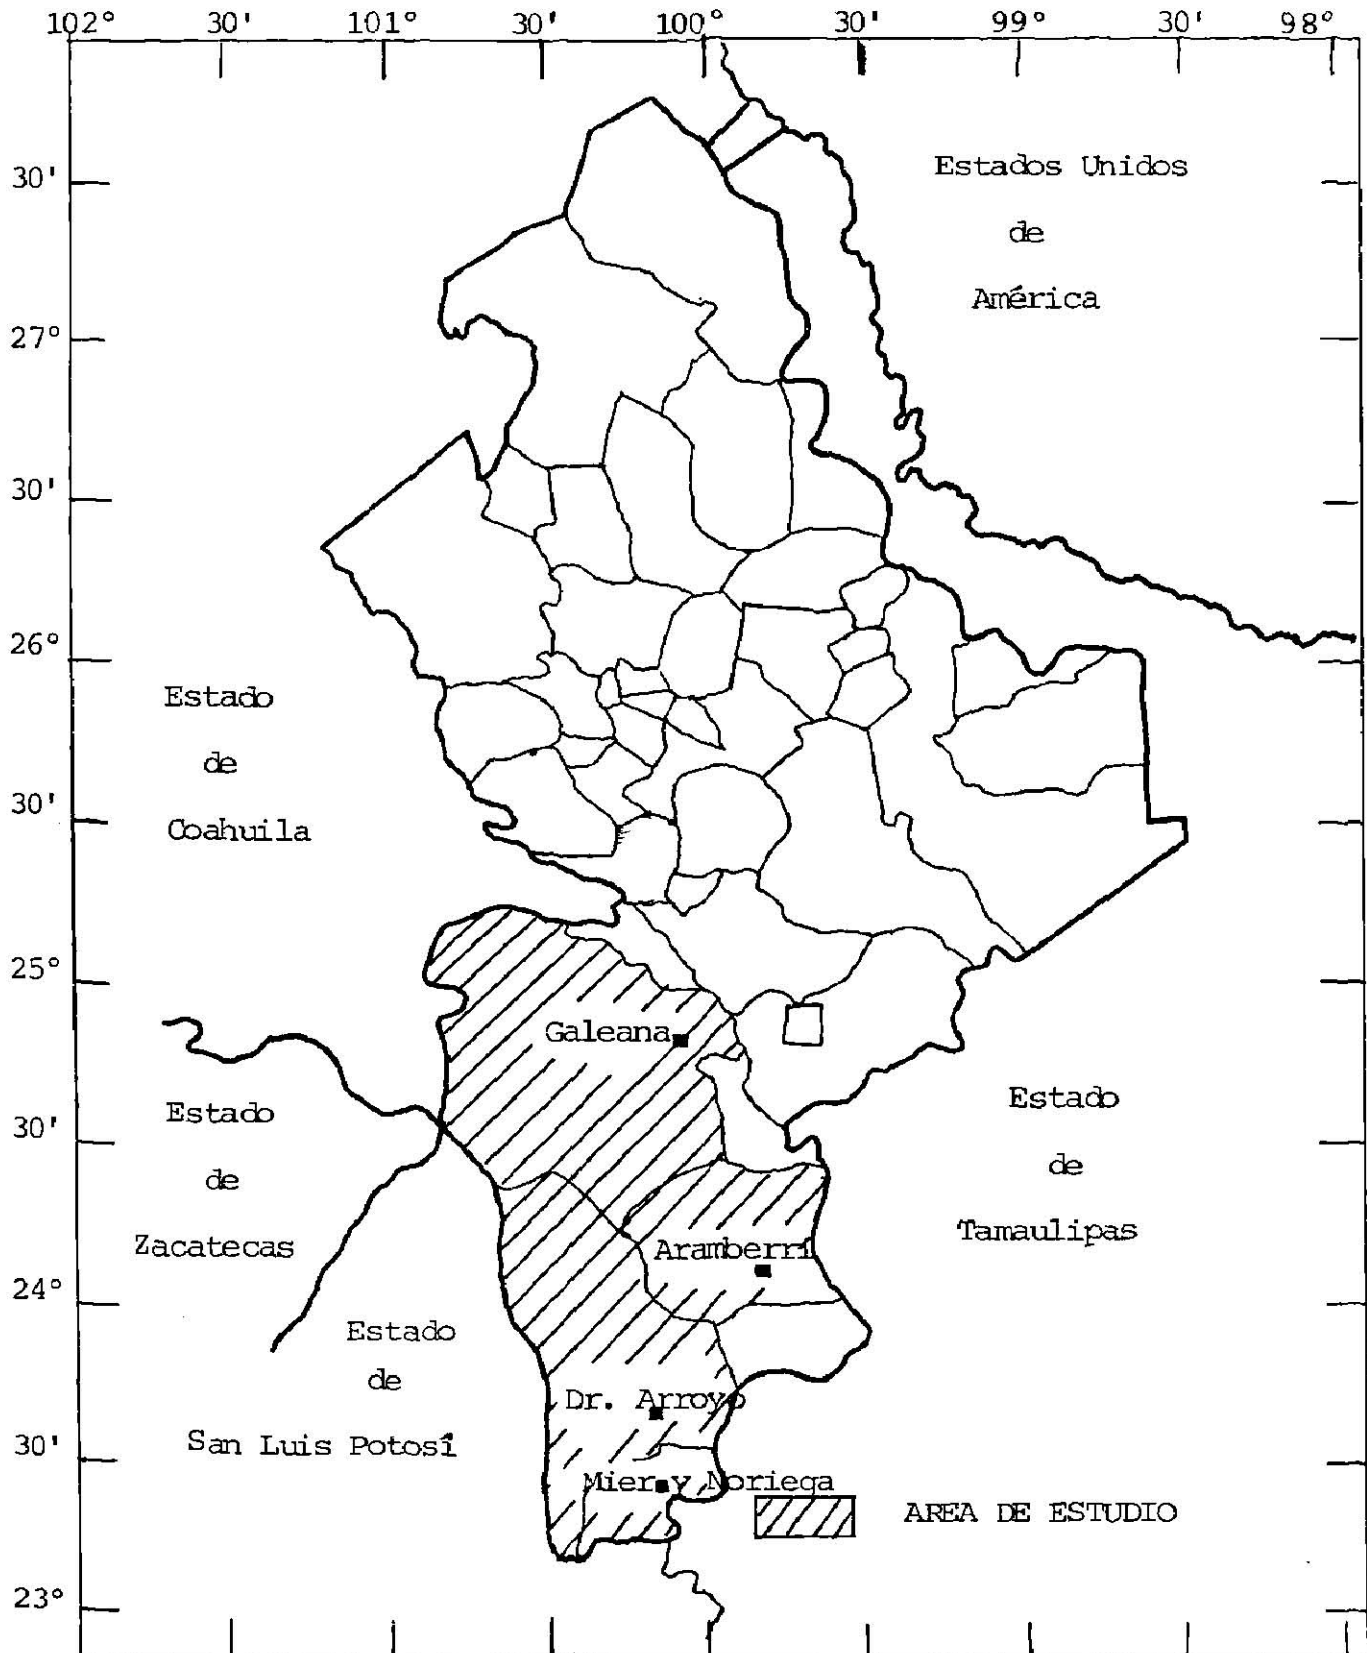 102° 30' 101° 30' 100° 30' 99° 30' 98°
30'
Estados Unidos
de
América
27°
30'
26°
Estado
de
Coahuila
30'
25°
Galeana
Estado
de
Zacatecas
30'
Estado
de
Tamaulipas
Aramberrí
24°
Estado
de
San Luis Potosí
Dr. Arroyo
30'
Mier y Noriega
AREA DE ESTUDIO
23°